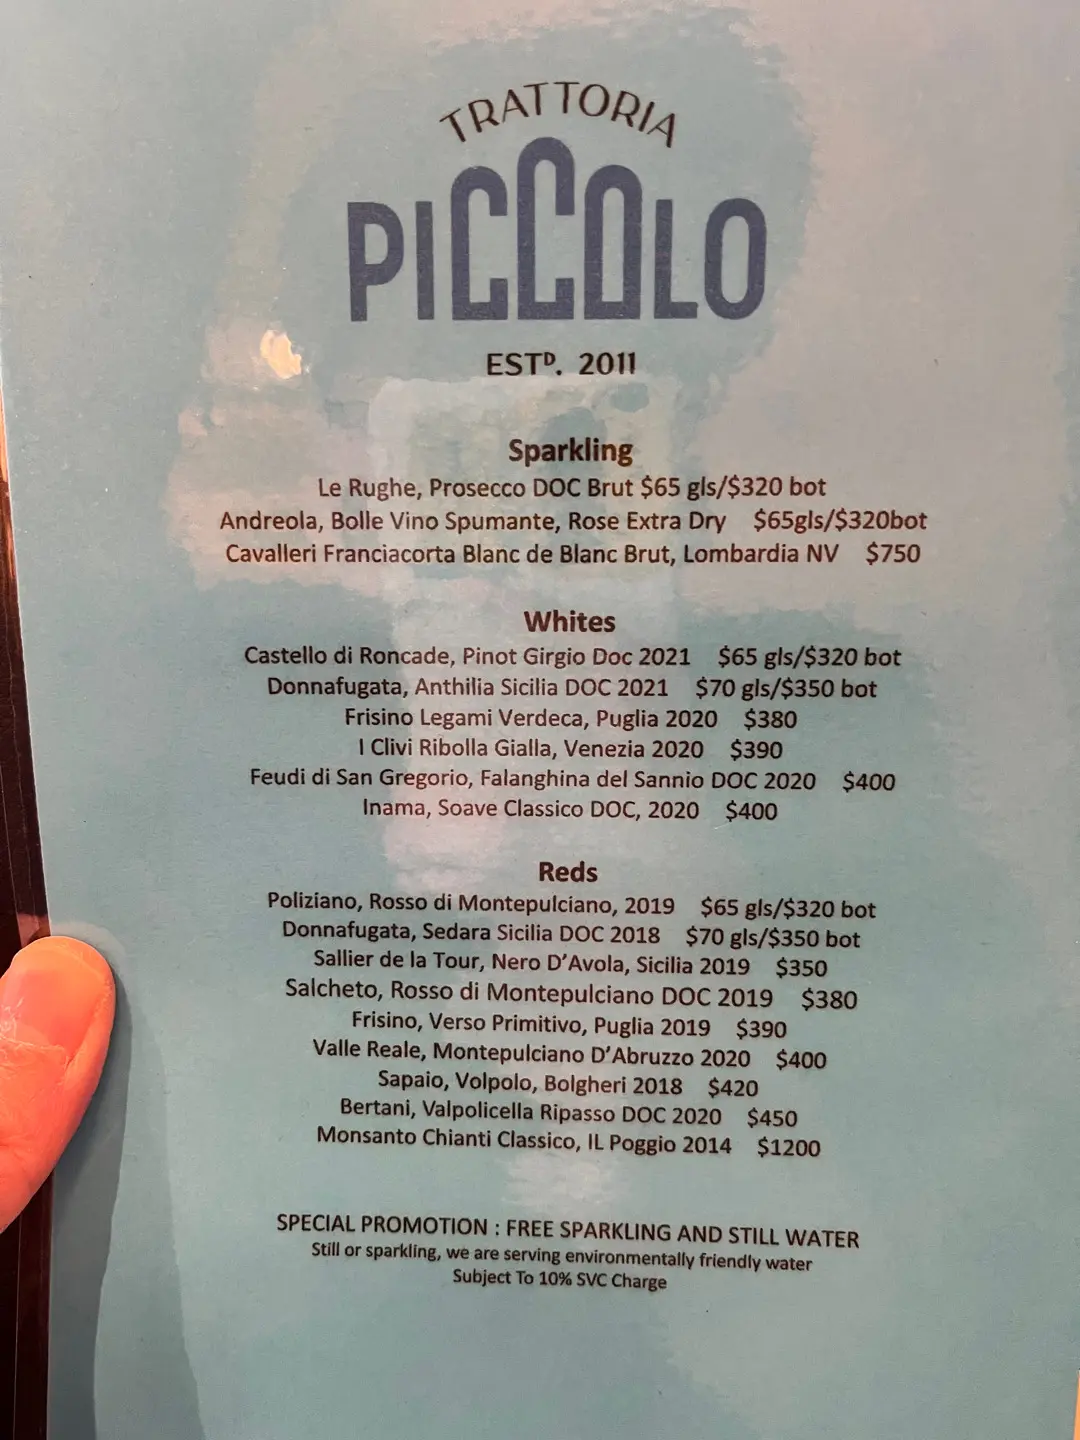 TRATTORIA
PICCOLO
ESTD. 2011
Sparkling
Le Rughe, Prosecco DOC Brut $65 gls/$320 bot
Andreola, Bolle Vino Spumante, Rose Extra Dry $65gls/$320bot
Cavalleri Franciacorta Blanc de Blanc Brut, Lombardia NV $750
Whites
Castello di Roncade, Pinot Girgio Doc 2021 $65 gls/$320 bot
Donnafugata, Anthilia Sicilia DOC 2021 $70 gls/$350 bot
Frisino Legami Verdeca, Puglia 2020 $380
I Clivi Ribolla Gialla, Venezia 2020 $390
Feudi di San Gregorio, Falanghina del Sannio DOC 2020 $400
Inama, Soave Classico DOC, 2020 $400
Reds
Poliziano, Rosso di Montepulciano, 2019 $65 gls/$320 bot
Donnafugata, Sedara Sicilia DOC 2018 $70 gls/$350 bot
Sallier de la Tour, Nero D'Avola, Sicilia 2019 $350
Salcheto, Rosso di Montepulciano DOC 2019 $380
Frisino, Verso Primitivo, Puglia 2019 $390
Valle Reale, Montepulciano D'Abruzzo 2020 $400
Sapaio, Volpolo, Bolgheri 2018 $420
Bertani, Valpolicella Ripasso DOC 2020 $450
Monsanto Chianti Classico, IL Poggio 2014 $1200
SPECIAL PROMOTION : FREE SPARKLING AND STILL WATER
Still or sparkling, we are serving environmentally friendly water
Subject To 10% SVC Charge